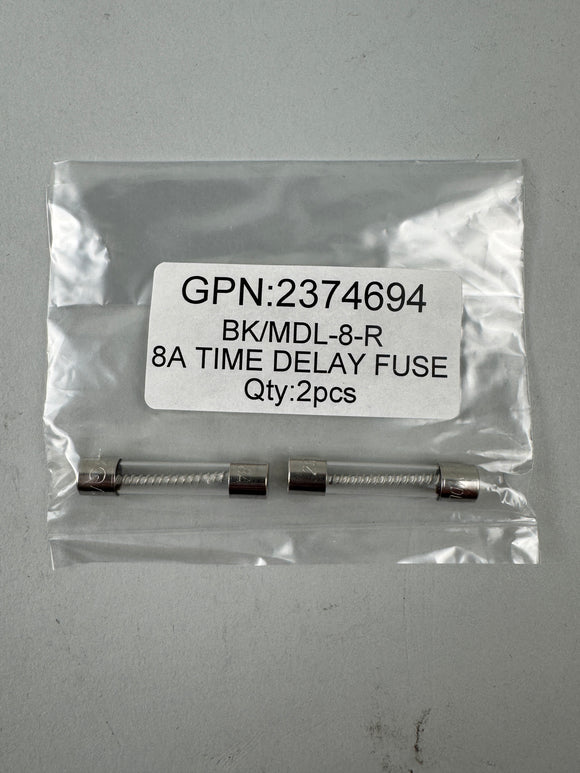 GPN:2374694
BK/MDL-8-R
8A TIME DELAY FUSE
Qty:2pcs